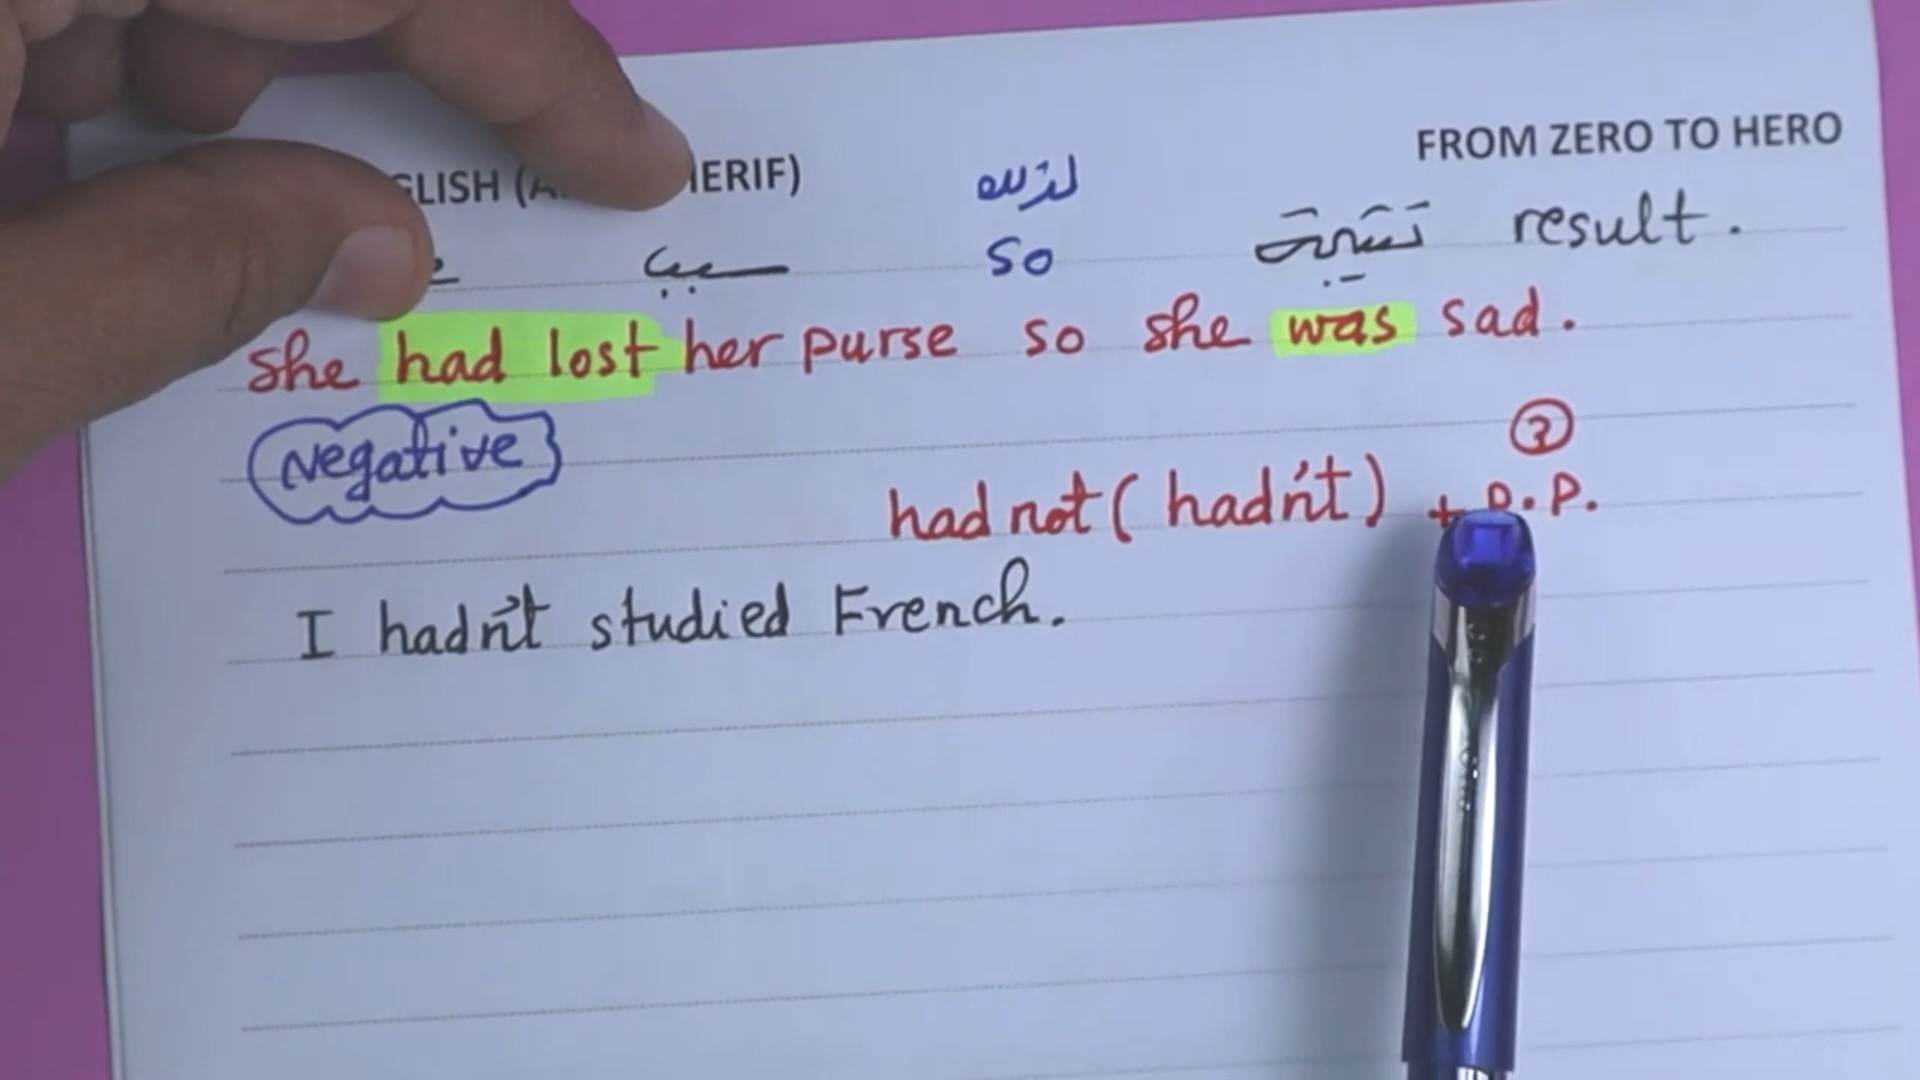 GLISH (A HERIF) FROM ZERO TO HERO
لذلك
سبب so نتيجة result.
she had lost her purse so she was sad.
Negative
3
had not (hadn't) + P.P.
I hadn't studied French.